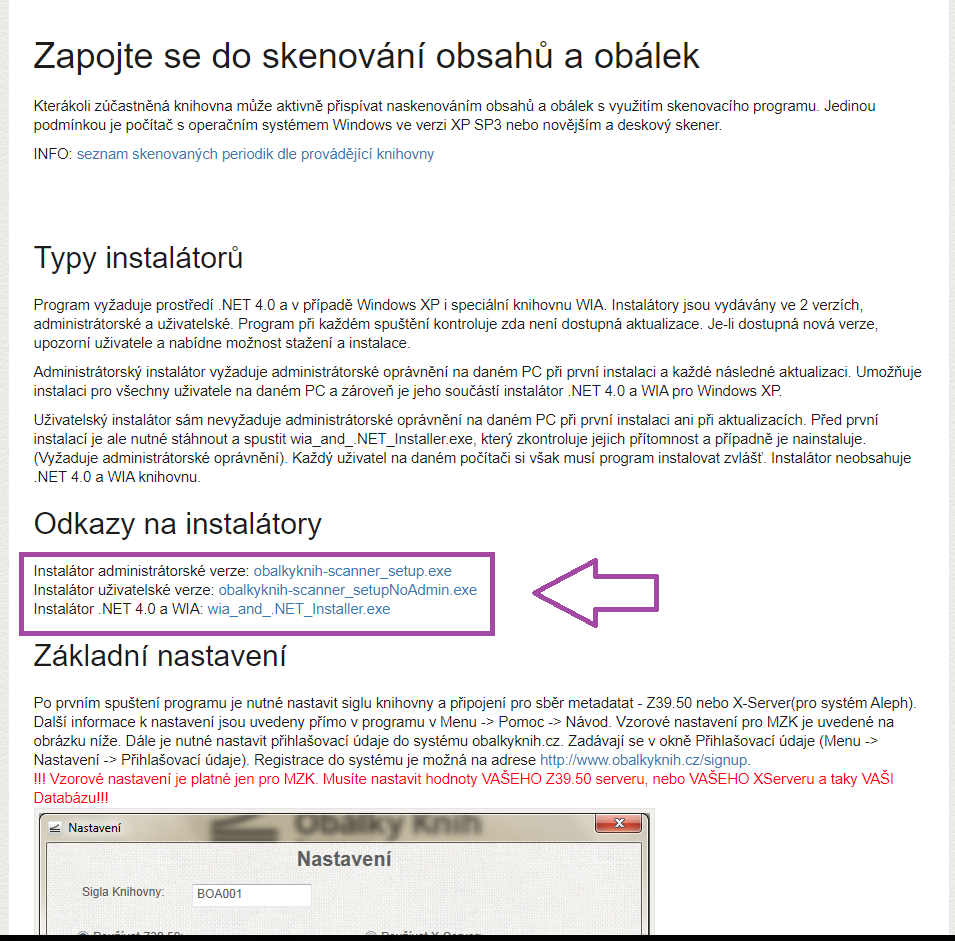 Zapojte se do skenování obsahů a obálek
Kterákoli zúčastněná knihovna může aktivně přispívat naskenováním obsahů a obálek s využitím skenovacího programu. Jedinou
podmínkou je počítač s operačním systémem Windows ve verzi XP SP3 nebo novějším a deskový skener.
INFO: seznam skenovaných periodik dle provádějící knihovny
Typy instalátorů
Program vyžaduje prostředí .NET 4.0 a v případě Windows XP i speciální knihovnu WIA. Instalátory jsou vydávány ve 2 verzích,
administrátorské a uživatelské. Program při každém spuštění kontroluje zda není dostupná aktualizace. Je-li dostupná nová verze,
upozorní uživatele a nabídne možnost stažení a instalace.
Administrátorský instalátor vyžaduje administrátorské oprávnění na daném PC při první instalaci a každé následné aktualizaci. Umožňuje
instalaci pro všechny uživatele na daném PC a zároveň je jeho součástí instalátor .NET 4.0 a WIA pro Windows XP.
Uživatelský instalátor sám nevyžaduje administrátorské oprávnění na daném PC při první instalaci ani při aktualizacích. Před první
instalací je ale nutné stáhnout a spustit wia_and_.NET_Installer.exe, který zkontroluje jejich přítomnost a případně je nainstaluje.
(Vyžaduje administrátorské oprávnění). Každý uživatel na daném počítači si však musí program instalovat zvlášť. Instalátor neobsahuje
.NET 4.0 a WIA knihovnu.
Odkazy na instalátory
Instalátor administrátorské verze: obalkyknih-scanner_setup.exe
Instalátor uživatelské verze: obalkyknih-scanner_setupNoAdmin.exe
Instalátor .NET 4.0 a WIA: wia_and_.NET_Installer.exe
Základní nastavení
Po prvním spuštění programu je nutné nastavit siglu knihovny a připojení pro sběr metadatat - Z39.50 nebo X-Server(pro systém Aleph).
Další informace k nastavení jsou uvedeny přímo v programu v Menu -> Pomoc -> Návod. Vzorové nastavení pro MZK je uvedené na
obrázku níže. Dále je nutné nastavit přihlašovací údaje do systému obalkyknih.cz. Zadávají se v okně Přihlašovací údaje (Menu ->
Nastavení -> Přihlašovací údaje). Registrace do systému je možná na adrese http://www.obalkyknih.cz/signup.
!!! Vzorové nastavení je platné jen pro MZK. Musíte nastavit hodnoty VAŠEHO Z39.50 serveru, nebo VAŠEHO XServeru a taky VAŠI
Databázu!!!
Obálky Knih
Nastavení
Nastavení
Sigla Knihovny: BOA001
Používat Z39.50: Používat X-Server: